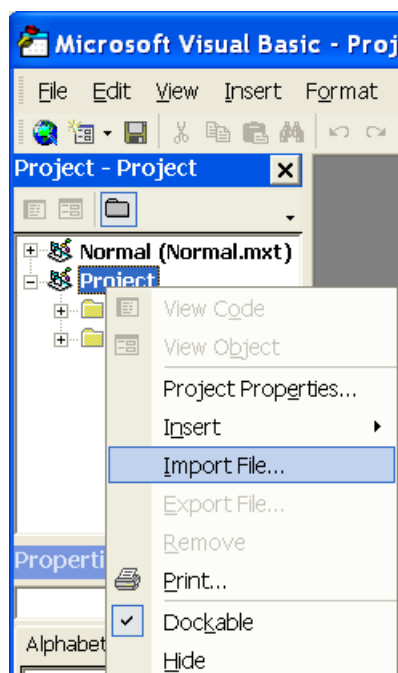 Microsoft Visual Basic - Proj
File Edit View Insert Format
Project - Project
Normal (Normal.mxt)
Project
View Code
View Object
Project Properties...
Insert
Import File...
Export File...
Remove
Properti
Print...
Dockable
Alphabet
Hide